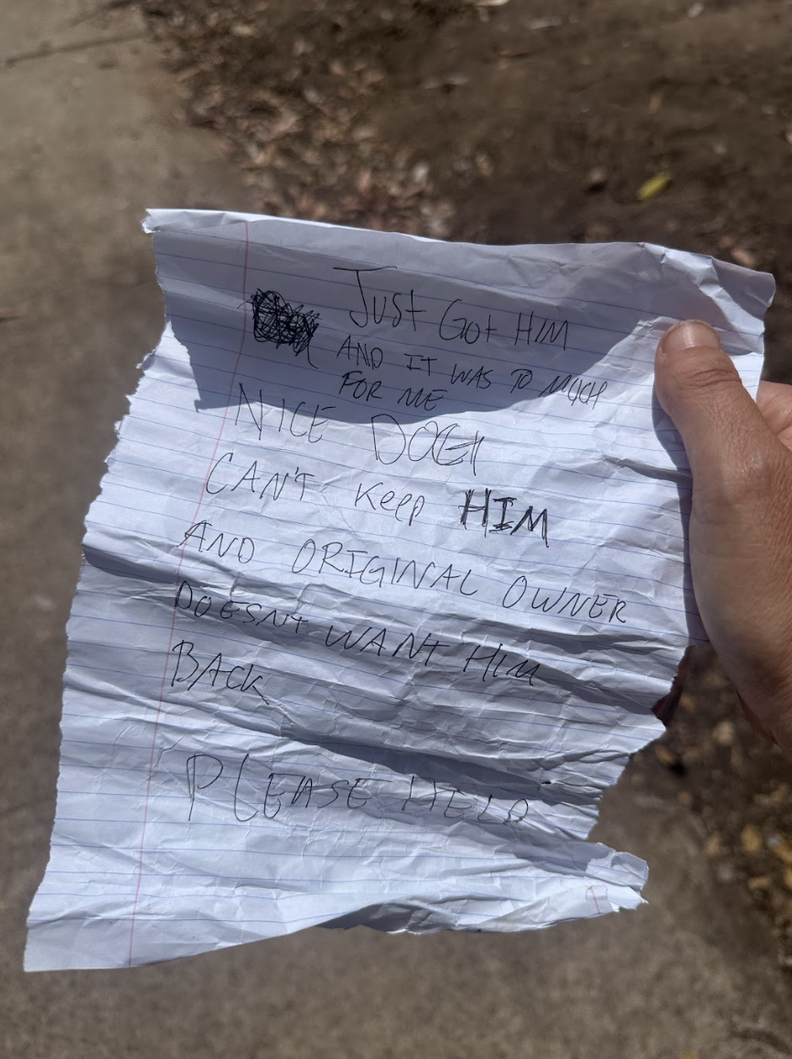 Just Got HIM
AND IT WAS TO MUCH
FOR ME
NICE DOG
CAN'T Keep HIM
AND ORIGINAL OWNER
DOESNT WANT HIM
BACK
PLEASE HELP